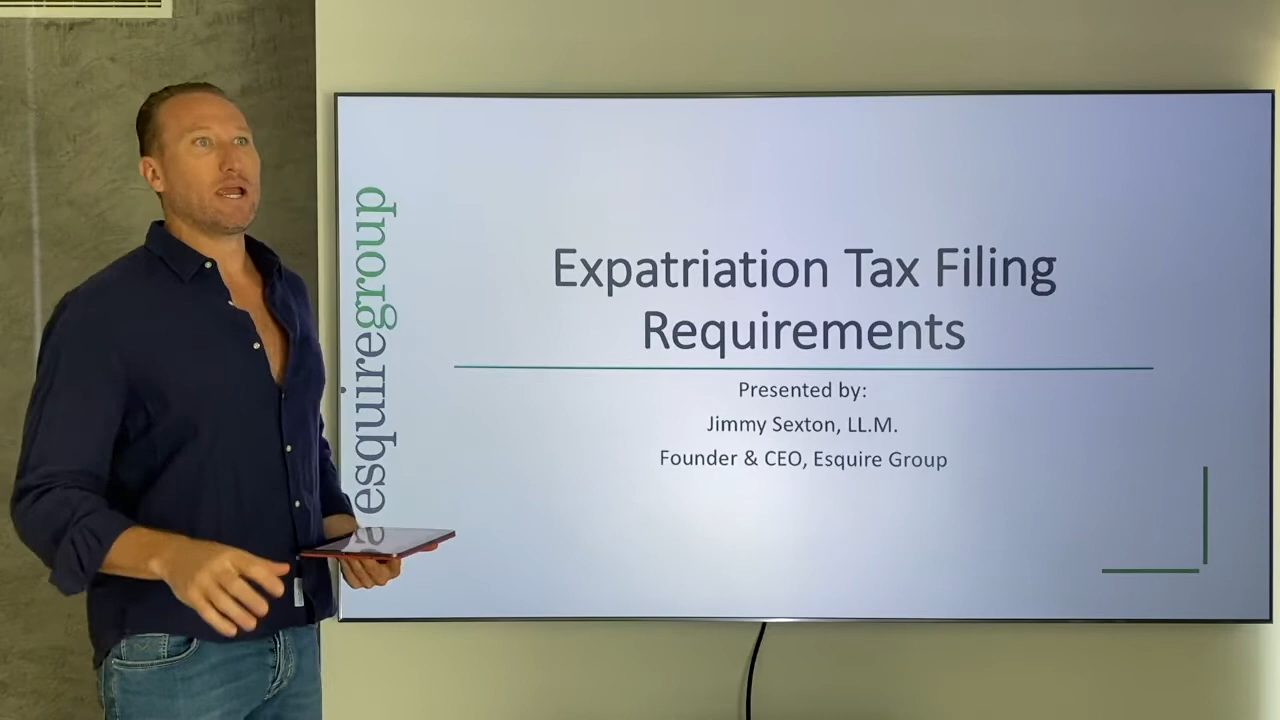 Expatriation Tax Filing
Requirements
Presented by:
Jimmy Sexton, LL.M.
Founder & CEO, Esquire Group
esquiregroup